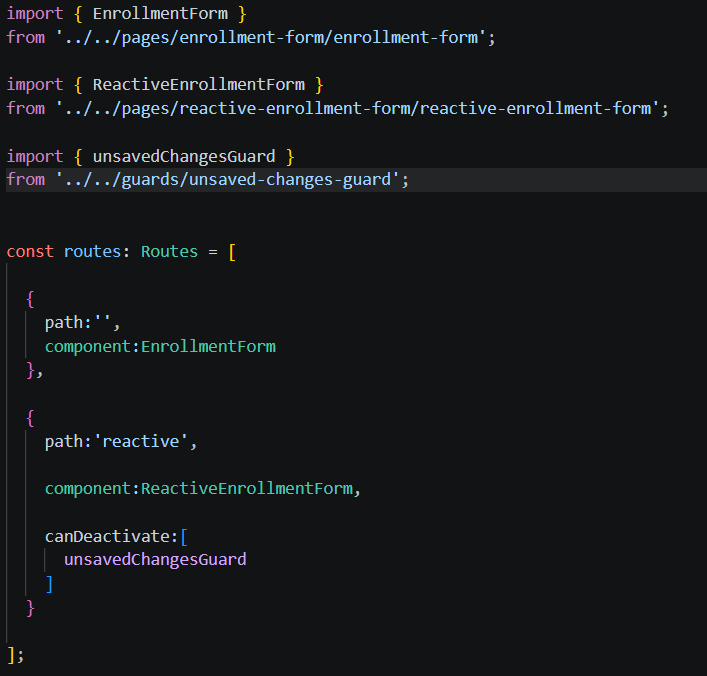 import { EnrollmentForm }
from '../../pages/enrollment-form/enrollment-form';
import { ReactiveEnrollmentForm }
from '../../pages/reactive-enrollment-form/reactive-enrollment-form';
import { unsavedChangesGuard }
from '../../guards/unsaved-changes-guard';
const routes: Routes = [
{
path:'',
component:EnrollmentForm
},
{
path:'reactive',
component:ReactiveEnrollmentForm,
canDeactivate:[
unsavedChangesGuard
]
}
];